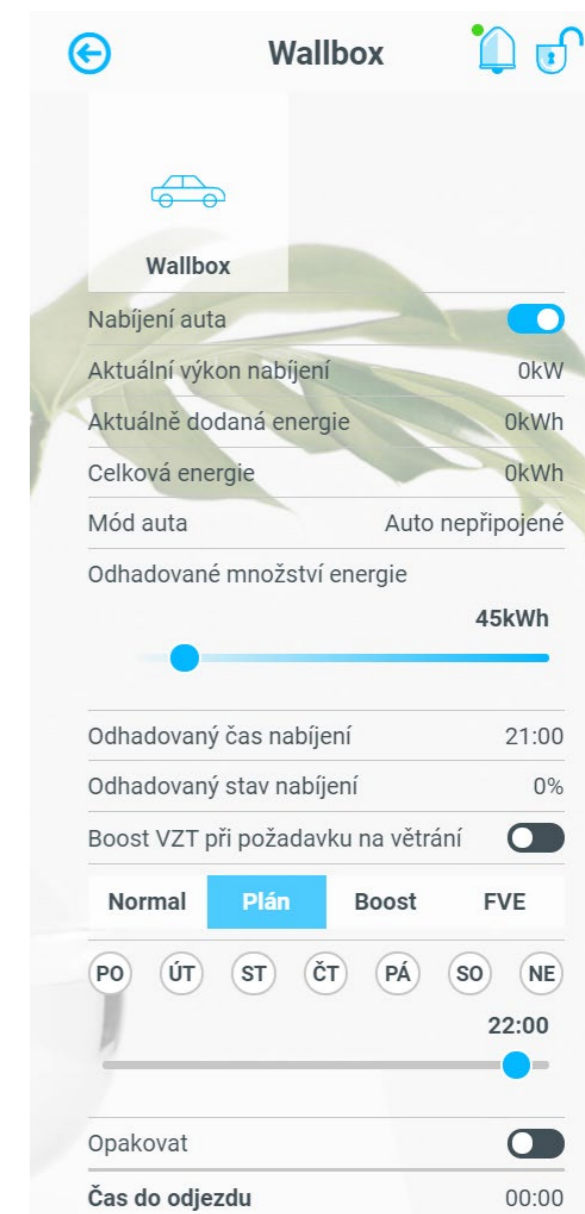 Wallbox
Wallbox
Nabíjení auta
Aktuální výkon nabíjení 0kW
Aktuálně dodaná energie 0kWh
Celková energie 0kWh
Mód auta Auto nepřipojené
Odhadované množství energie
45kWh
Odhadovaný čas nabíjení 21:00
Odhadovaný stav nabíjení 0%
Boost VZT při požadavku na větrání
Normal Plán Boost FVE
PO ÚT ST ČT PÁ SO NE
22:00
Opakovat
Čas do odjezdu 00:00